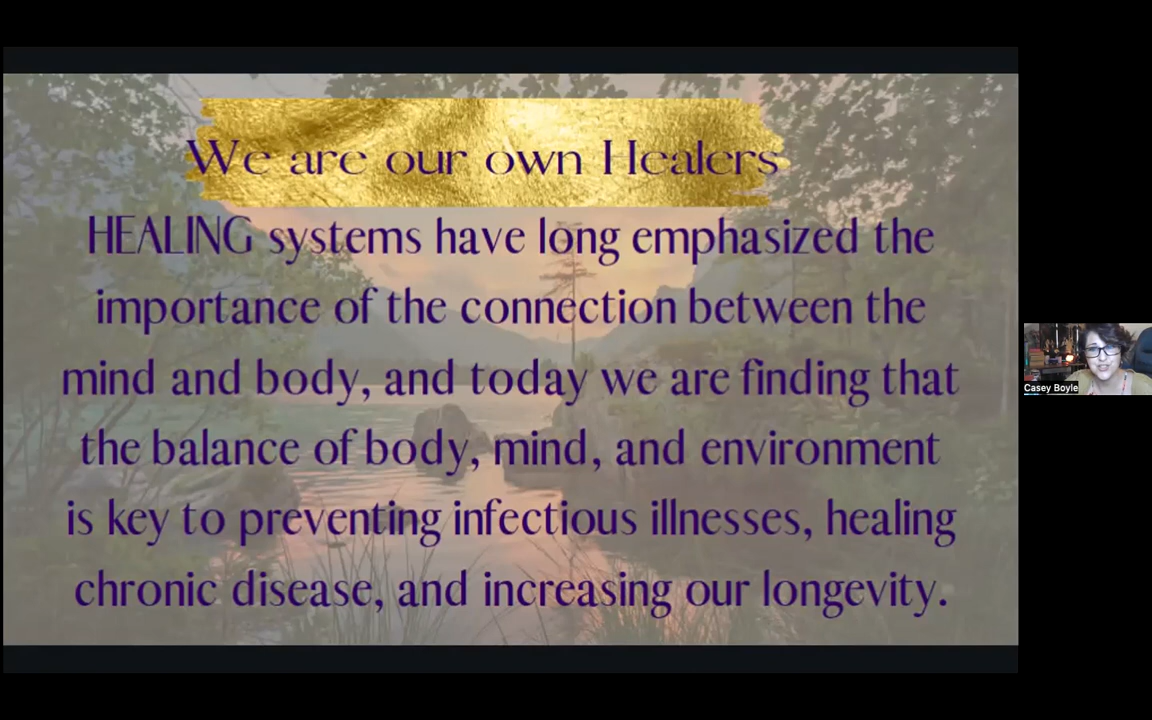 We are our own Healers
HEALING systems have long emphasized the
importance of the connection between the
mind and body, and today we are finding that
the balance of body, mind, and environment
is key to preventing infectious illnesses, healing
chronic disease, and increasing our longevity.
Casey Boyle